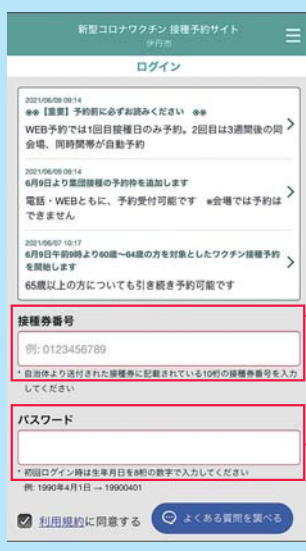 新型コロナワクチン 接種予約サイト
伊丹市
ログイン
2021/06/09 09:14
※※【重要】予約前に必ずお読みください ※※
WEB予約では1回目接種日のみ予約。2回目は3週間後の同
会場、同時間帯が自動予約
2021/06/09 09:14
6月9日より集団接種の予約枠を追加します
電話・WEBともに、予約受付可能です ※会場では予約は
できません
2021/06/07 10:17
6月9日午前9時より60歳〜64歳の方を対象としたワクチン接種予約
を開始します
65歳以上の方についても引き続き予約可能です
接種券番号
例: 0123456789
* 自治体より送付された接種券に記載されている10桁の接種券番号を入力
してください
パスワード
* 初回ログイン時は生年月日を8桁の数字で入力してください
例: 1990年4月1日 → 19900401
利用規約に同意する
よくある質問を調べる